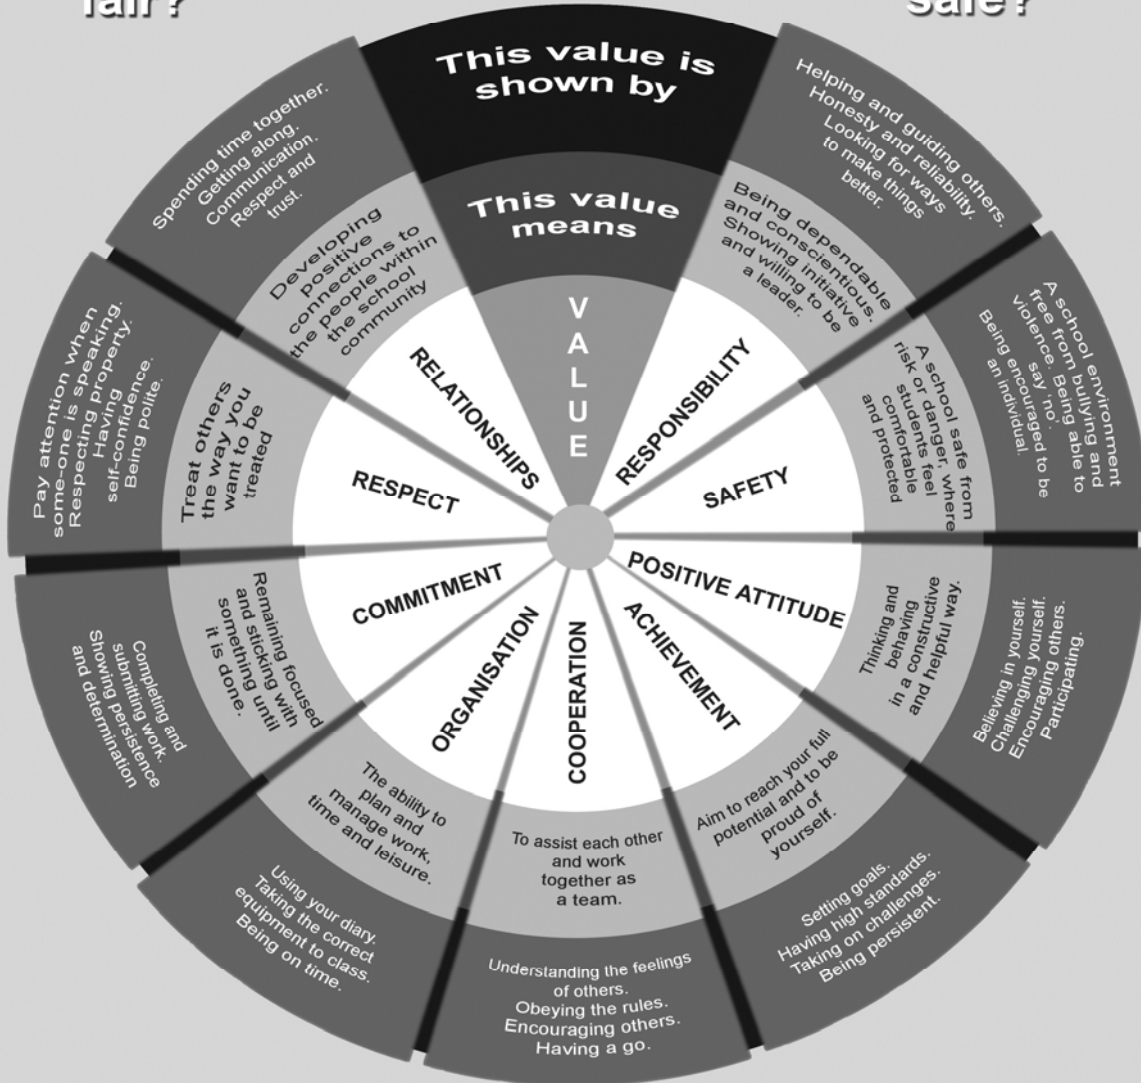 fair?
safe?
This value is
shown by
This value
means
VALUE
Helping and guiding others.
Honesty and reliability.
Looking for ways
to make things
better.
Being dependable
and conscientious.
Showing initiative
and willing to be
a leader.
RESPONSIBILITY
A school environment
free from bullying and
violence. Being able to
say 'no'.
Being encouraged to be
an individual.
A school safe from
risk or danger, where
students feel
comfortable
and protected
SAFETY
Believing in yourself.
Challenging yourself.
Encouraging others.
Participating.
Thinking and
behaving
in a constructive
and helpful way.
POSITIVE ATTITUDE
Setting goals.
Having high standards.
Taking on challenges.
Being persistent.
Aim to reach your full
potential and to be
proud of
yourself.
ACHIEVEMENT
Understanding the feelings
of others.
Obeying the rules.
Encouraging others.
Having a go.
To assist each other
and work
together as
a team.
COOPERATION
Using your diary.
Taking the correct
equipment to class.
Being on time.
The ability to
plan and
manage work,
time and leisure.
ORGANISATION
Completing and
submitting work.
Showing persistence
and determination
Remaining focused
and sticking with
something until
it is done.
COMMITMENT
Pay attention when
some-one is speaking.
Respecting property.
Having
self-confidence.
Being polite.
Treat others
the way you
want to be
treated
RESPECT
Spending time together.
Getting along.
Communication.
Respect and
trust.
Developing
positive
connections to
the people within
the school
community
RELATIONSHIPS